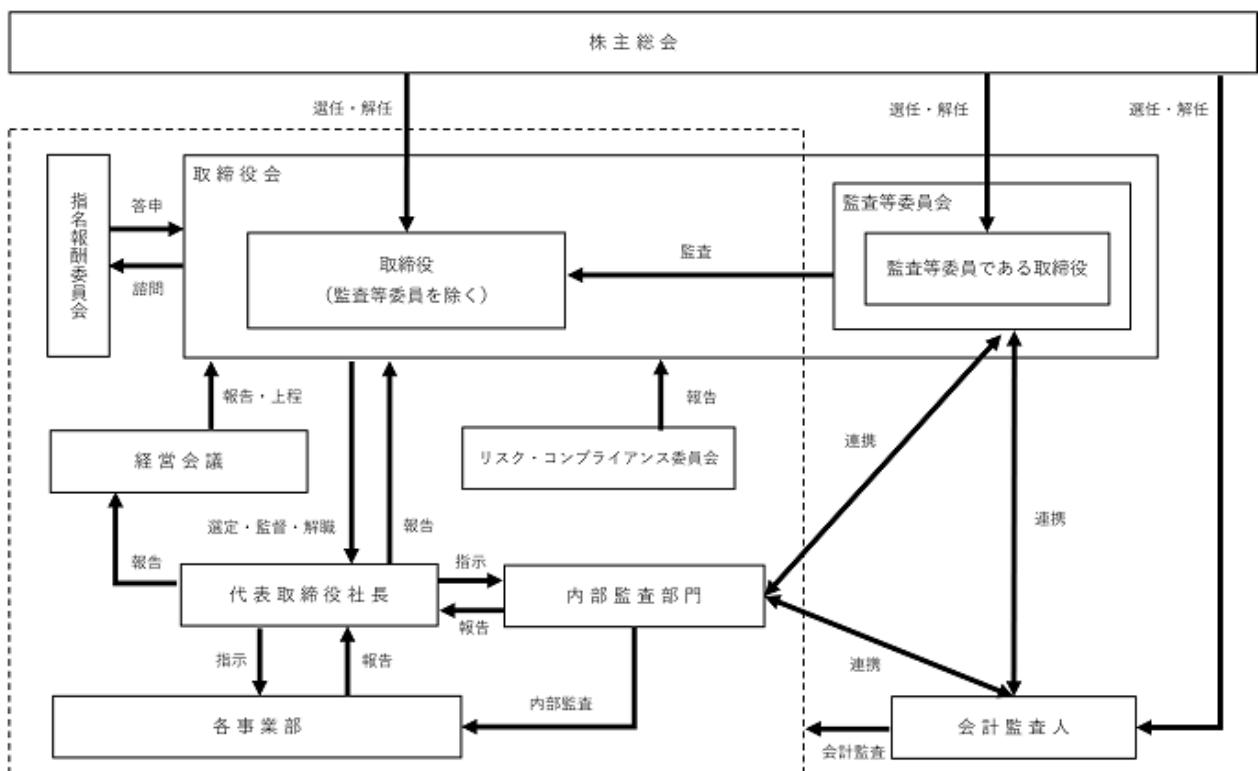 株主総会
選任・解任
選任・解任
選任・解任
指名報酬委員会
答申
諮問
取締役会
取締役
（監査等委員を除く）
監査
監査等委員会
監査等委員である取締役
報告・上程
報告
経営会議
リスク・コンプライアンス委員会
連携
選定・監督・解職
報告
連携
報告
指示
代表取締役社長
内部監査部門
報告
指示
報告
連携
内部監査
各事業部
会計監査人
会計監査